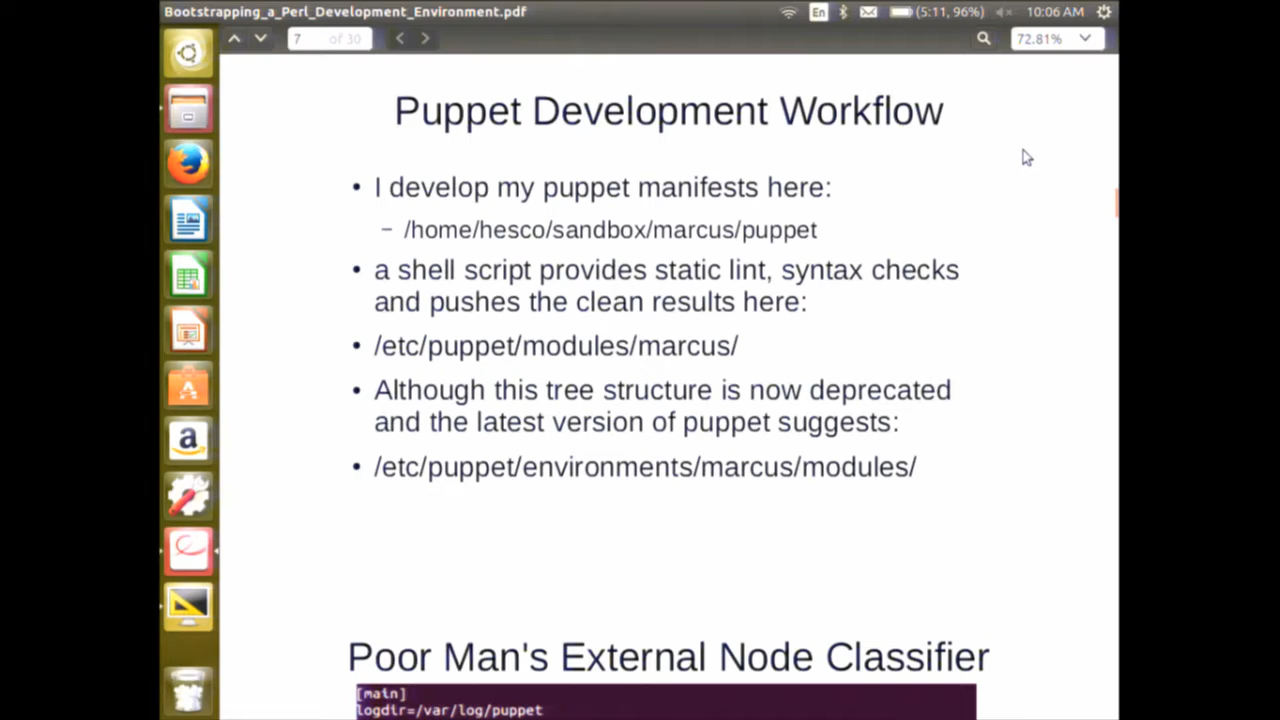 Bootstrapping_a_Perl_Development_Environment.pdf
En
(5:11, 96%)
10:06 AM
7 of 30
72.81%
Puppet Development Workflow
• I develop my puppet manifests here:
– /home/hesco/sandbox/marcus/puppet
• a shell script provides static lint, syntax checks
and pushes the clean results here:
• /etc/puppet/modules/marcus/
• Although this tree structure is now deprecated
and the latest version of puppet suggests:
• /etc/puppet/environments/marcus/modules/
Poor Man's External Node Classifier
[main]
logdir=/var/log/puppet